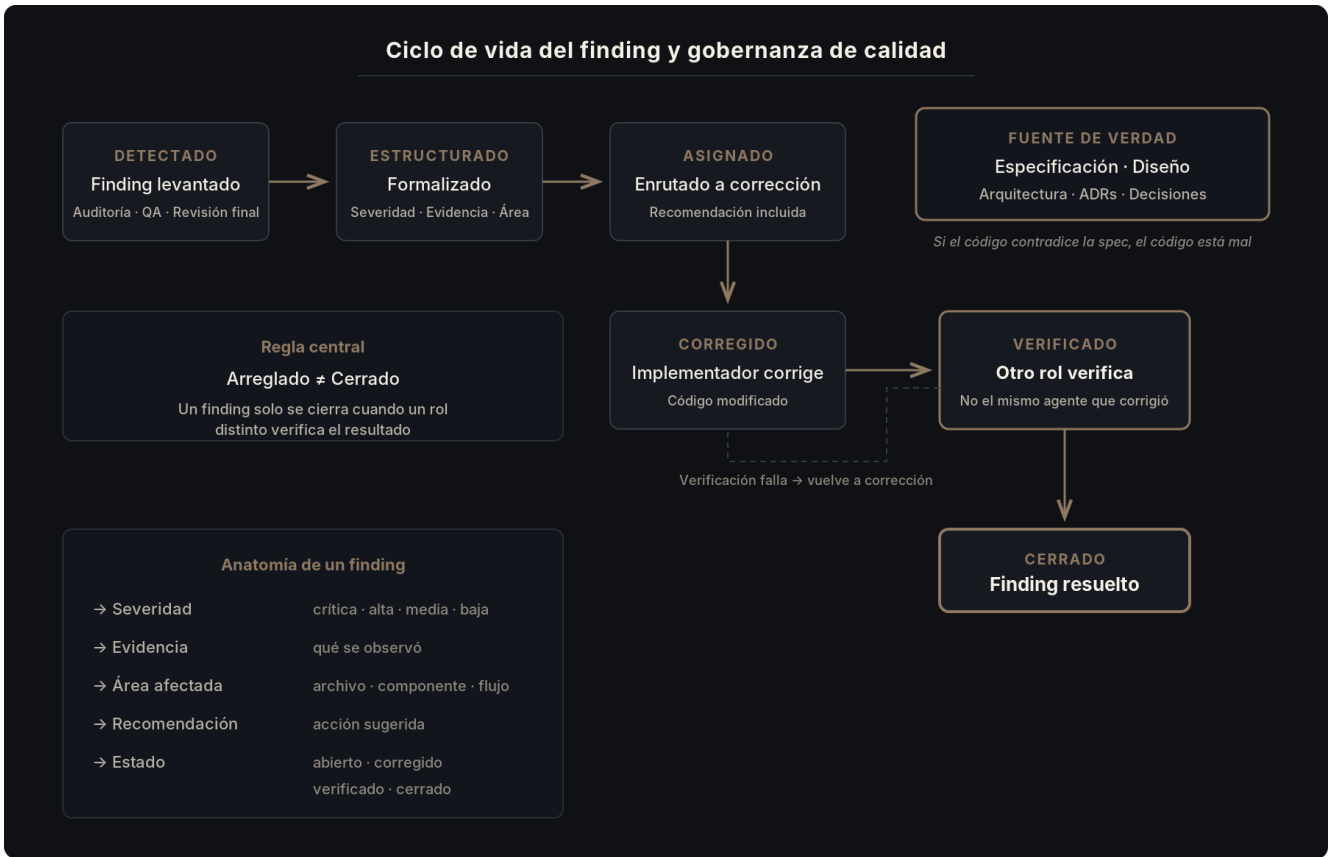 Ciclo de vida del finding y gobernanza de calidad
DETECTADO
Finding levantado
Auditoría · QA · Revisión final
ESTRUCTURADO
Formalizado
Severidad · Evidencia · Área
ASIGNADO
Enrutado a corrección
Recomendación incluida
FUENTE DE VERDAD
Especificación · Diseño
Arquitectura · ADRs · Decisiones
Si el código contradice la spec, el código está mal
Regla central
Arreglado ≠ Cerrado
Un finding solo se cierra cuando un rol
distinto verifica el resultado
CORREGIDO
Implementador corrige
Código modificado
VERIFICADO
Otro rol verifica
No el mismo agente que corrigió
Verificación falla → vuelve a corrección
CERRADO
Finding resuelto
Anatomía de un finding
→ Severidad crítica · alta · media · baja
→ Evidencia qué se observó
→ Área afectada archivo · componente · flujo
→ Recomendación acción sugerida
→ Estado abierto · corregido
verificado · cerrado